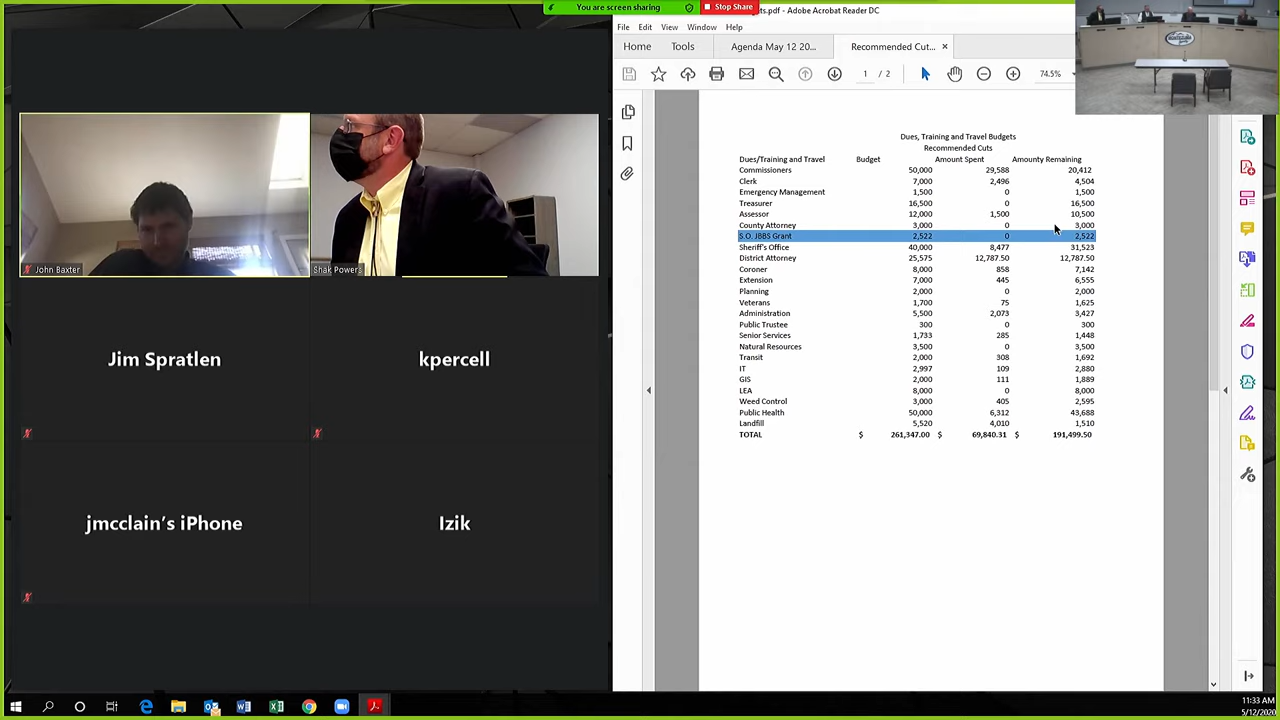 You are screen sharing
Stop Share
gets.pdf - Adobe Acrobat Reader DC
File Edit View Window Help
Home Tools Agenda May 12 20... Recommended Cut... ×
1 / 2 74.5%
John Baxter
Shak Powers
Jim Spratlen
kpercell
jmcclain's iPhone
Izik
Dues, Training and Travel Budgets
Recommended Cuts
Dues/Training and Travel Budget Amount Spent Amounty Remaining
Commissioners 50,000 29,588 20,412
Clerk 7,000 2,496 4,504
Emergency Management 1,500 0 1,500
Treasurer 16,500 0 16,500
Assessor 12,000 1,500 10,500
County Attorney 3,000 0 3,000
S.O. JBBS Grant 2,522 0 2,522
Sheriff's Office 40,000 8,477 31,523
District Attorney 25,575 12,787.50 12,787.50
Coroner 8,000 858 7,142
Extension 7,000 445 6,555
Planning 2,000 0 2,000
Veterans 1,700 75 1,625
Administration 5,500 2,073 3,427
Public Trustee 300 0 300
Senior Services 1,733 285 1,448
Natural Resources 3,500 0 3,500
Transit 2,000 308 1,692
IT 2,997 109 2,880
GIS 2,000 111 1,889
LEA 8,000 0 8,000
Weed Control 3,000 405 2,595
Public Health 50,000 6,312 43,688
Landfill 5,520 4,010 1,510
TOTAL $ 261,347.00 $ 69,840.31 $ 191,499.50
11:33 AM
5/12/2020